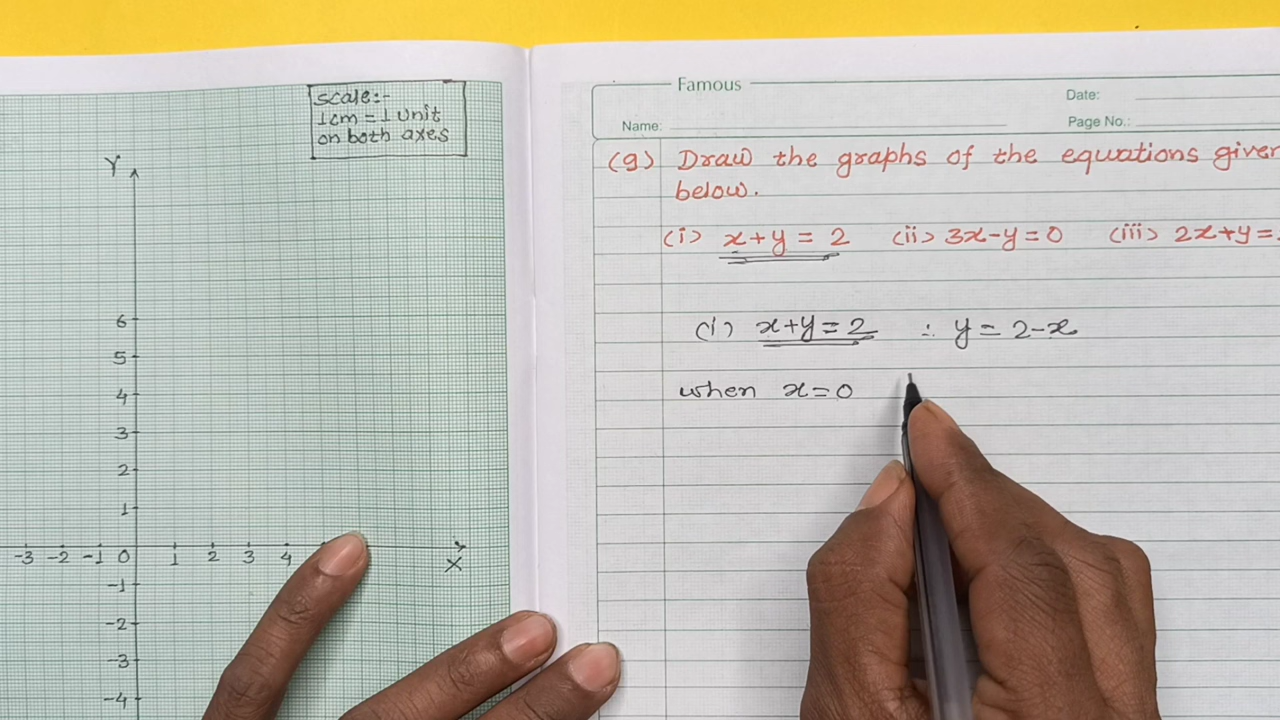 scale:-
1cm = 1 unit
on both axes
Y
6
5
4
3
2
1
-3 -2 -1 0 1 2 3 4
X
-1
-2
-3
-4
Famous
Date:
Name:
Page No.:
(9) Draw the graphs of the equations given
below.
(i) x+y = 2 (ii) 3x-y=0 (iii) 2x+y=
(i) x+y=2 ∴ y = 2-x
when x=0